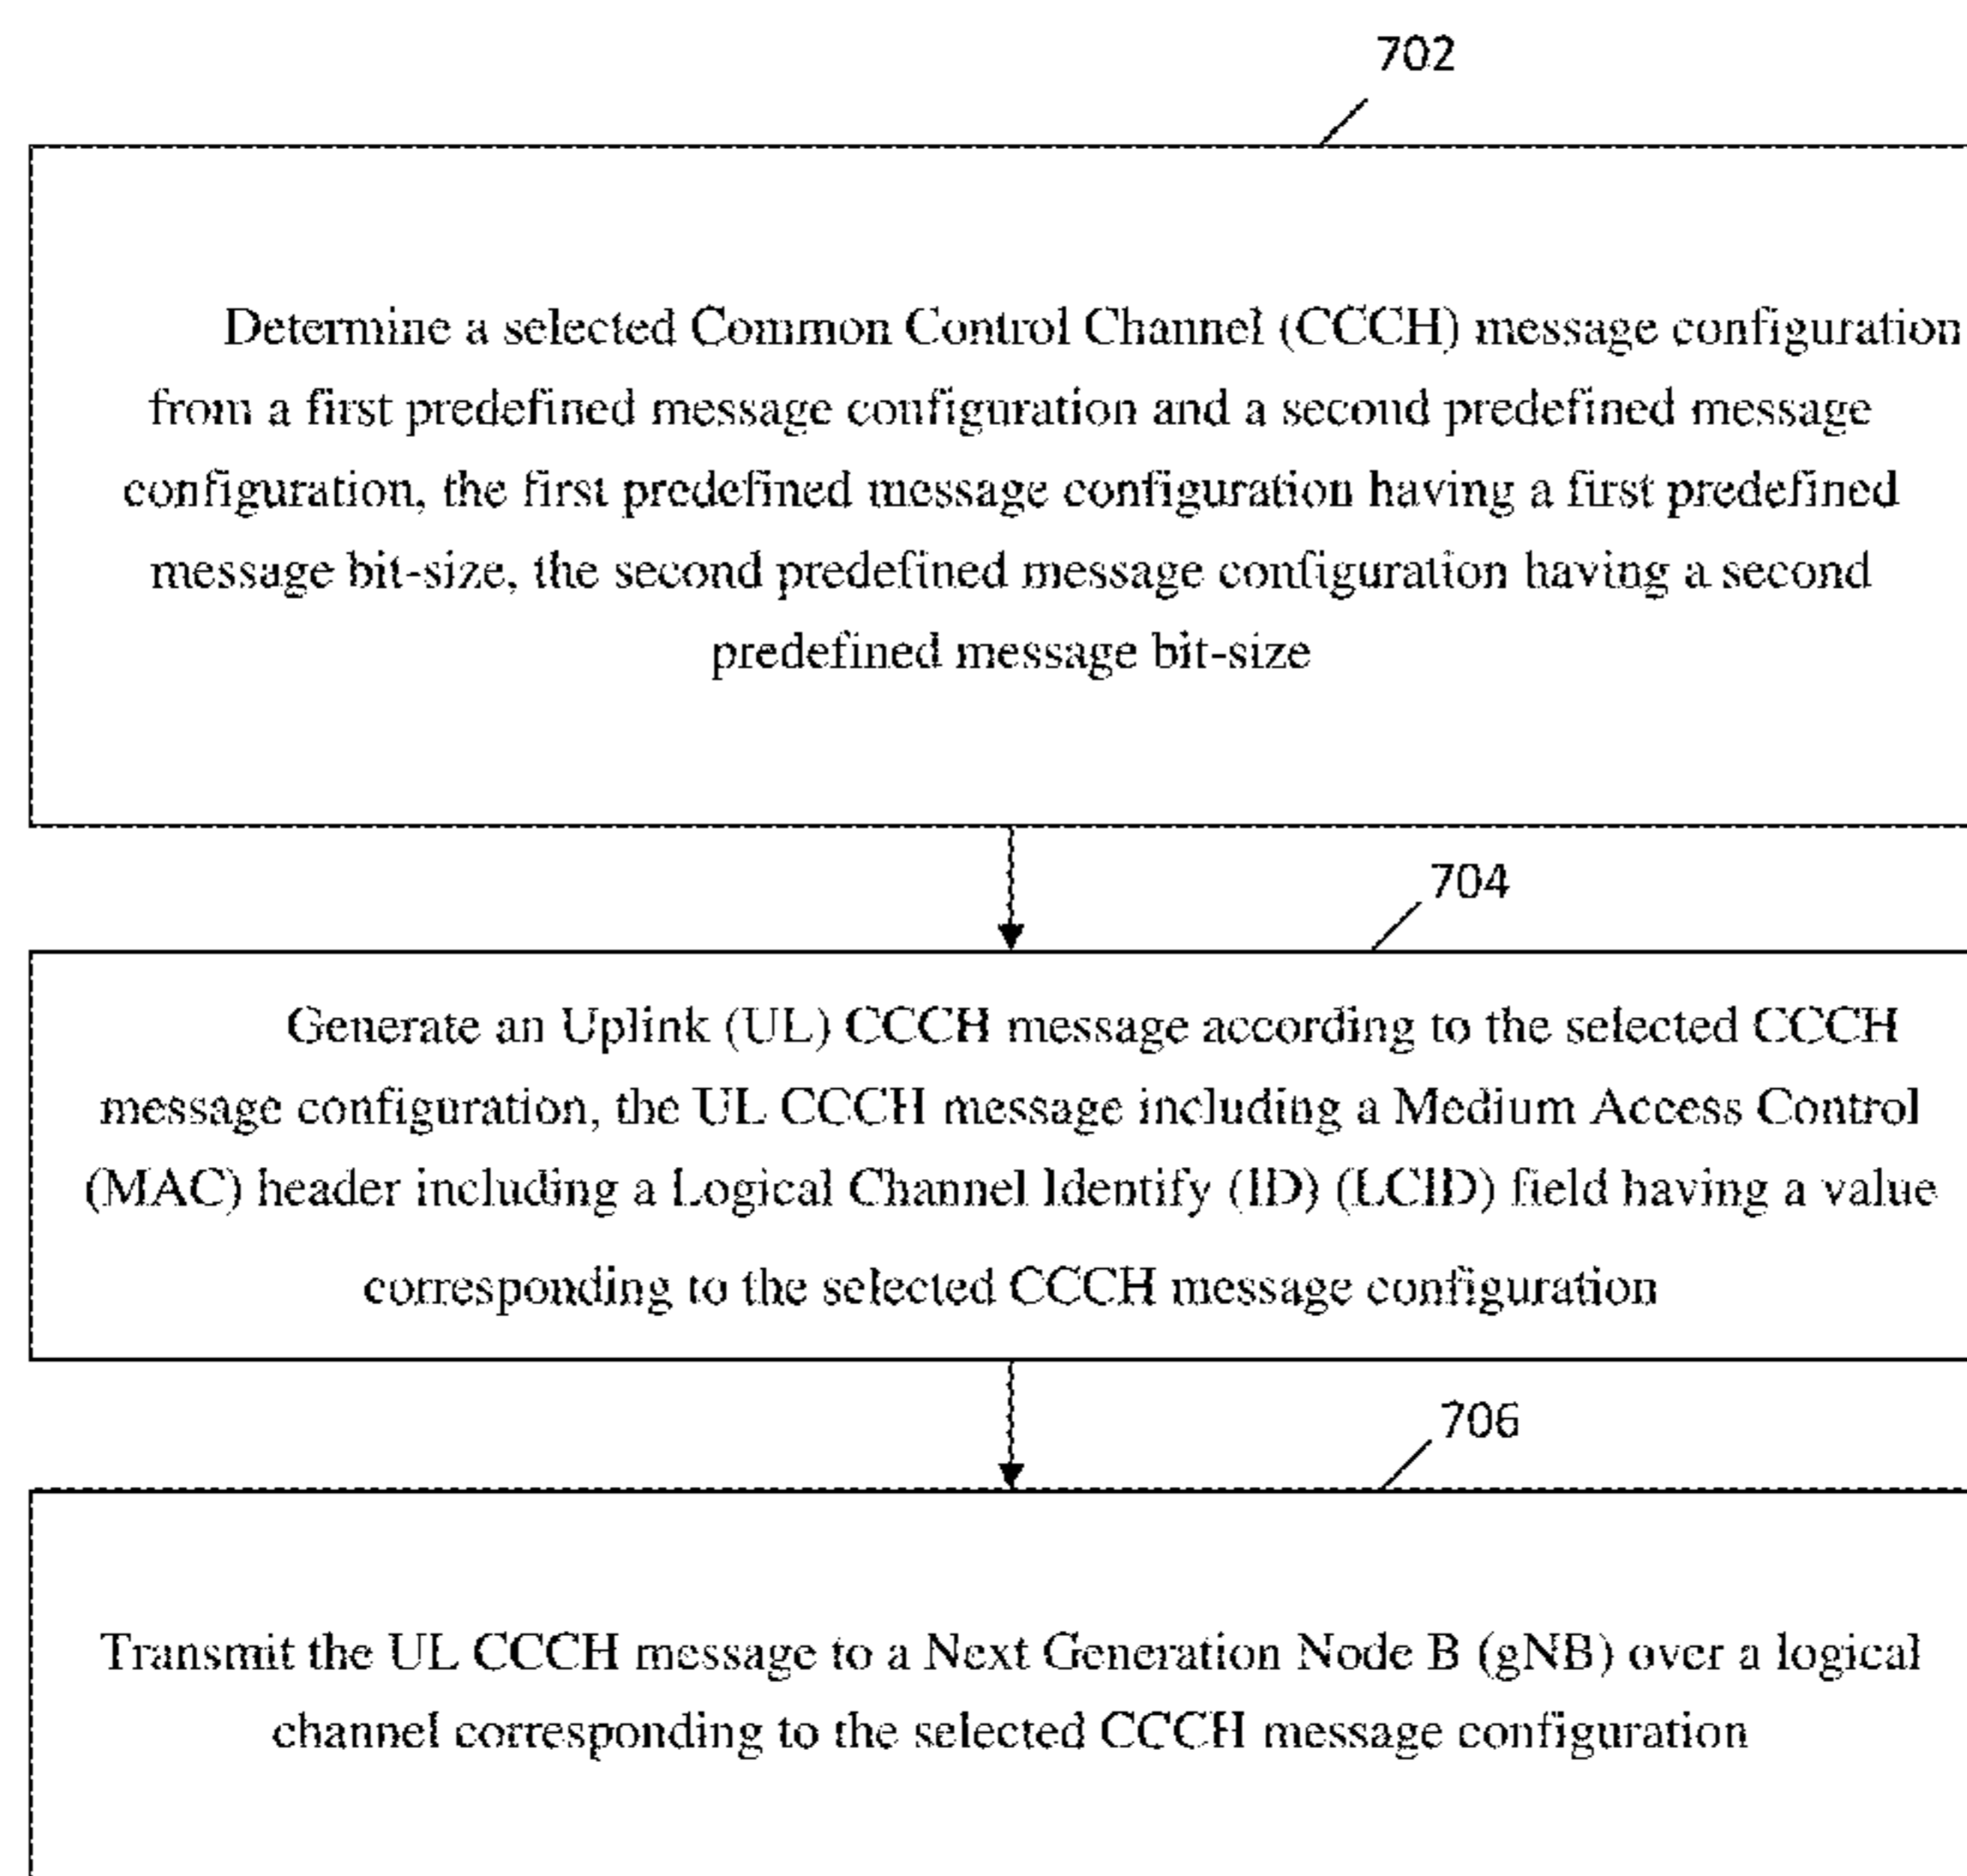 702
Determine a selected Common Control Channel (CCCH) message configuration
from a first predefined message configuration and a second predefined message
configuration, the first predefined message configuration having a first predefined
message bit-size, the second predefined message configuration having a second
predefined message bit-size
704
Generate an Uplink (UL) CCCH message according to the selected CCCH
message configuration, the UL CCCH message including a Medium Access Control
(MAC) header including a Logical Channel Identify (ID) (LCID) field having a value
corresponding to the selected CCCH message configuration
706
Transmit the UL CCCH message to a Next Generation Node B (gNB) over a logical
channel corresponding to the selected CCCH message configuration